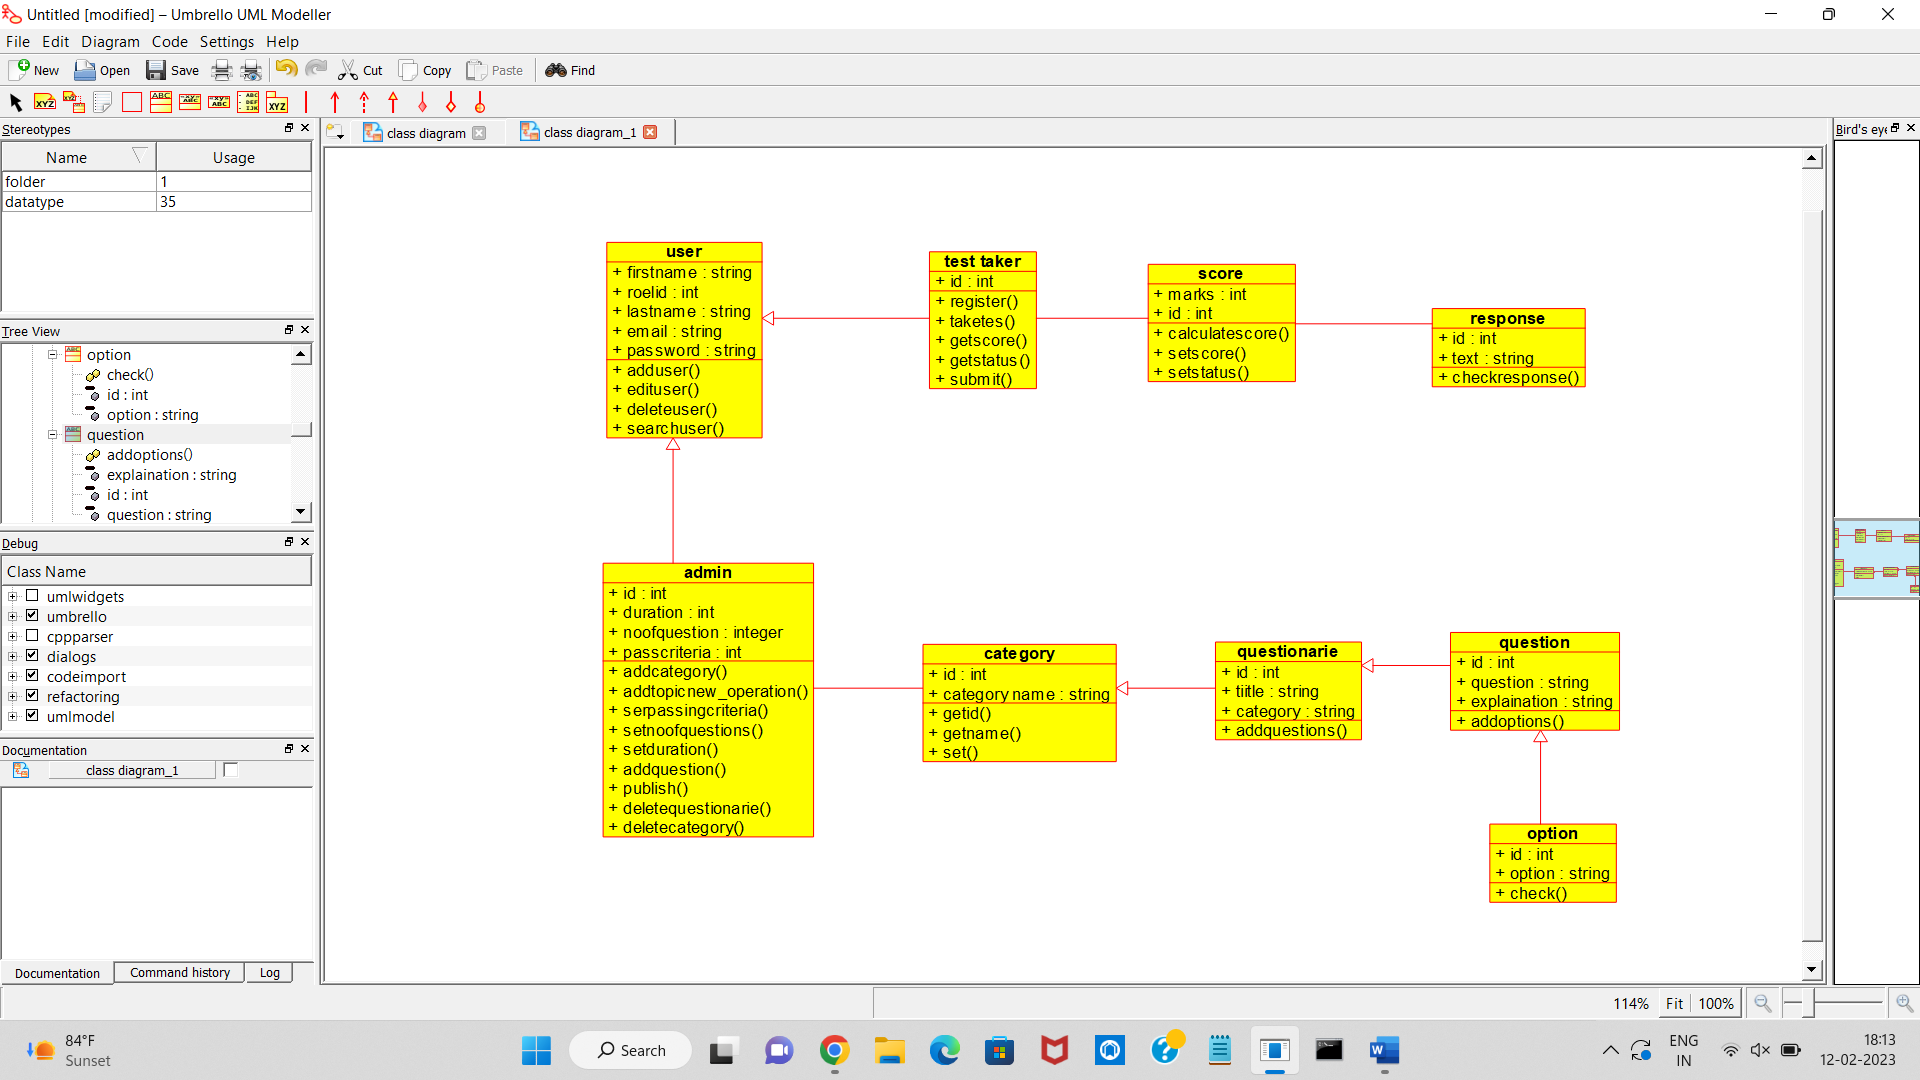 Untitled [modified] – Umbrello UML Modeller
File Edit Diagram Code Settings Help
New Open Save Cut Copy Paste Find
Stereotypes
Name Usage
folder 1
datatype 35
Tree View
option
check()
id : int
option : string
question
addoptions()
explaination : string
id : int
question : string
Debug
Class Name
umlwidgets
umbrello
cppparser
dialogs
codeimport
refactoring
umlmodel
Documentation
class diagram_1
Documentation Command history Log
class diagram class diagram_1
user
+ firstname : string
+ roelid : int
+ lastname : string
+ email : string
+ password : string
+ adduser()
+ edituser()
+ deleteuser()
+ searchuser()
test taker
+ id : int
+ register()
+ taketes()
+ getscore()
+ getstatus()
+ submit()
score
+ marks : int
+ id : int
+ calculatescore()
+ setscore()
+ setstatus()
response
+ id : int
+ text : string
+ checkresponse()
admin
+ id : int
+ duration : int
+ noofquestion : integer
+ passcriteria : int
+ addcategory()
+ addtopicnew_operation()
+ serpassingcriteria()
+ setnoofquestions()
+ setduration()
+ addquestion()
+ publish()
+ deletequestionarie()
+ deletecategory()
category
+ id : int
+ category name : string
+ getid()
+ getname()
+ set()
questionarie
+ id : int
+ tiitle : string
+ category : string
+ addquestions()
question
+ id : int
+ question : string
+ explaination : string
+ addoptions()
option
+ id : int
+ option : string
+ check()
Bird's eye
114% Fit 100%
84°F
Sunset
Search
ENG
IN
18:13
12-02-2023